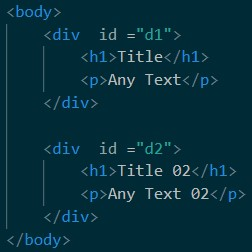 <body>
    <div  id ="d1">
        <h1>Title</h1>
        <p>Any Text</p>
    </div>

    <div  id ="d2">
        <h1>Title 02</h1>
        <p>Any Text 02</p>
    </div>
</body>